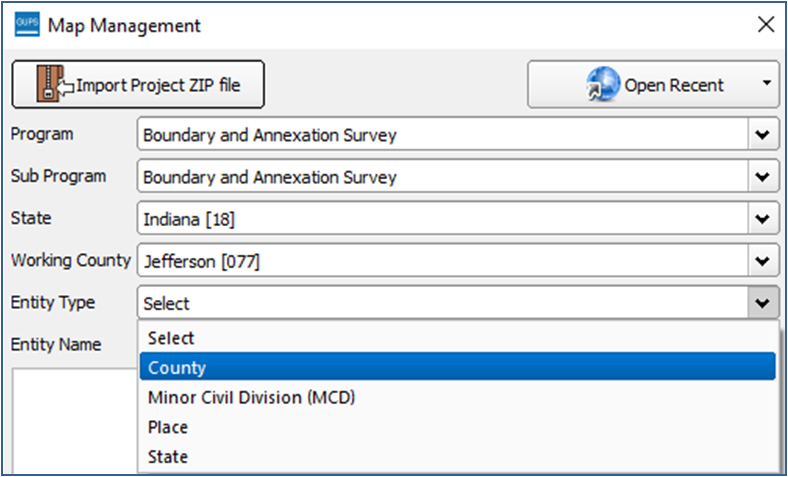 GUPS Map Management
Import Project ZIP file Open Recent
Program Boundary and Annexation Survey
Sub Program Boundary and Annexation Survey
State Indiana [18]
Working County Jefferson [077]
Entity Type Select
Select
Entity Name
County
Minor Civil Division (MCD)
Place
State